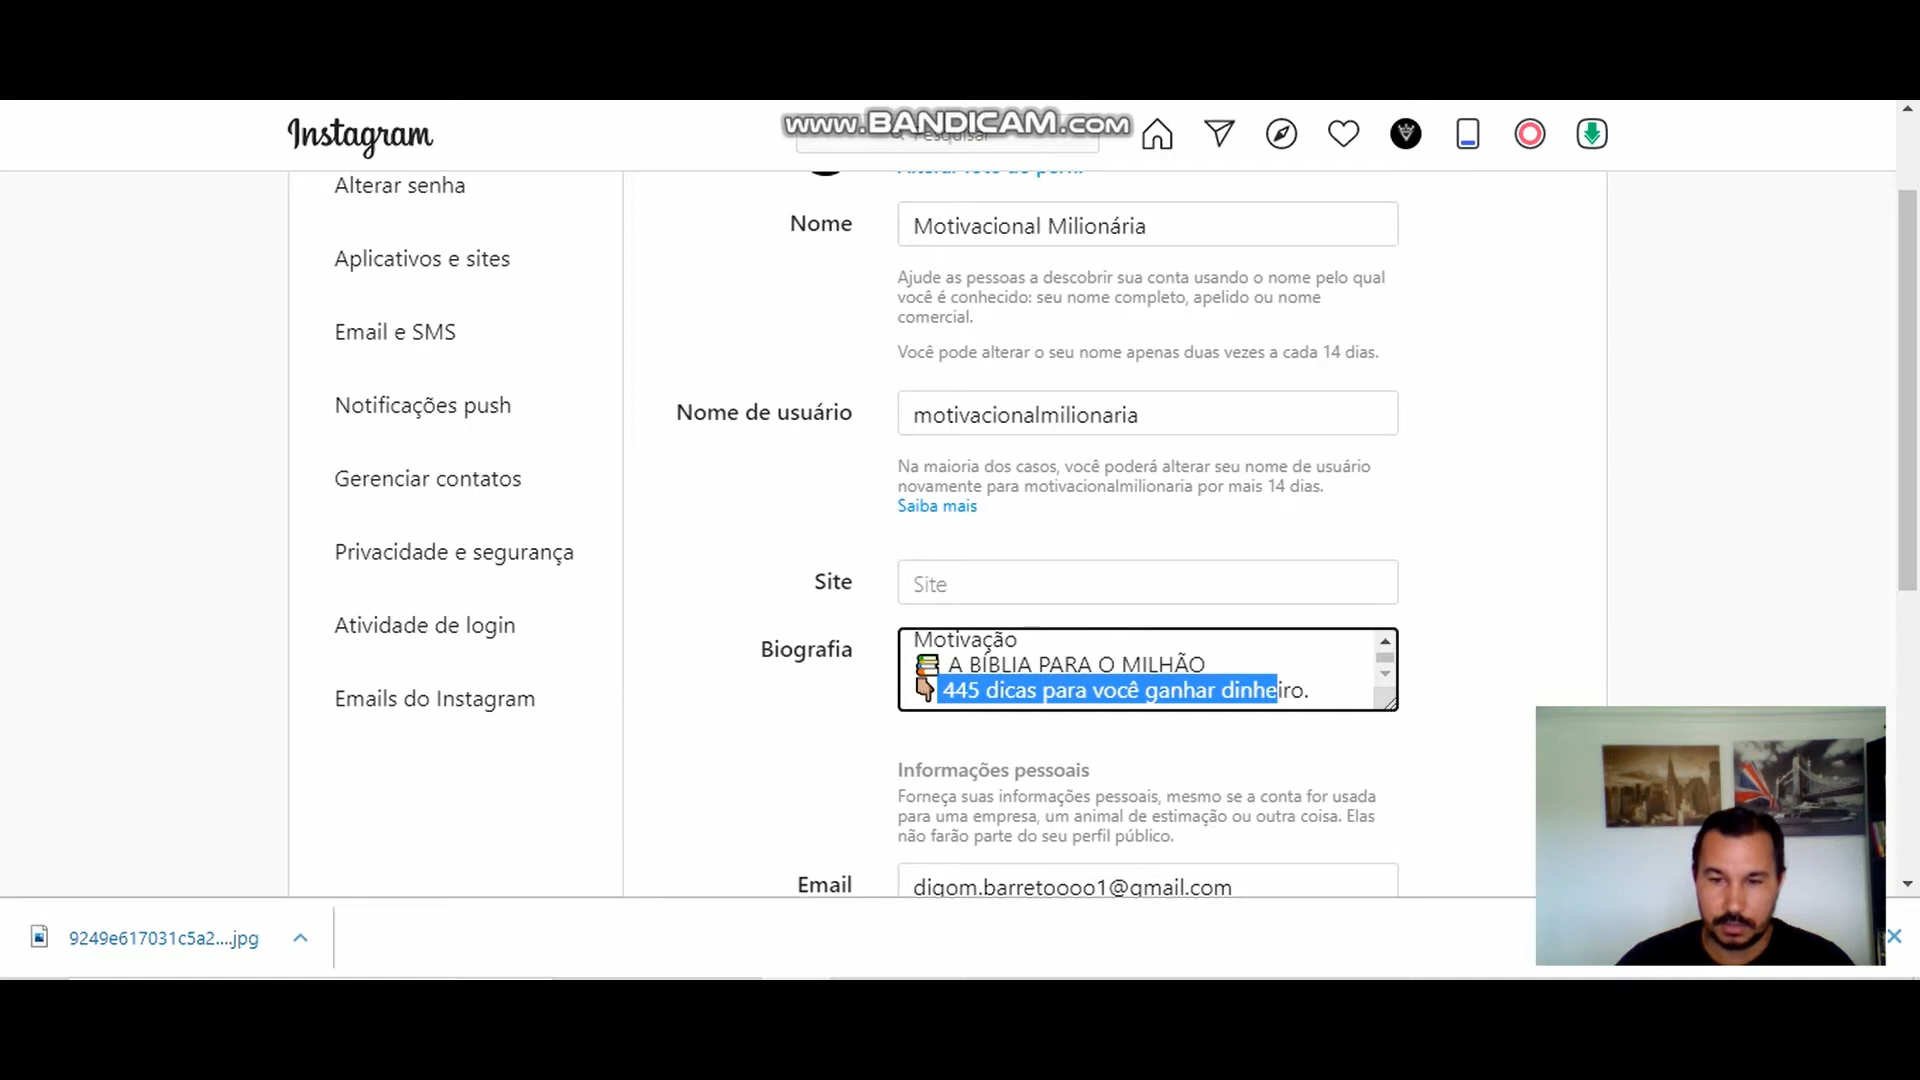 www.BANDICAM.com
Instagram
Pesquisar
Alterar foto do perfil
Alterar senha
Aplicativos e sites
Email e SMS
Notificações push
Gerenciar contatos
Privacidade e segurança
Atividade de login
Emails do Instagram
Nome
Motivacional Milionária
Ajude as pessoas a descobrir sua conta usando o nome pelo qual
você é conhecido: seu nome completo, apelido ou nome
comercial.
Você pode alterar o seu nome apenas duas vezes a cada 14 dias.
Nome de usuário
motivacionalmilionaria
Na maioria dos casos, você poderá alterar seu nome de usuário
novamente para motivacionalmilionaria por mais 14 dias.
Saiba mais
Site
Site
Biografia
Motivação
📚 A BÍBLIA PARA O MILHÃO
👇🏽 445 dicas para você ganhar dinheiro.
Informações pessoais
Forneça suas informações pessoais, mesmo se a conta for usada
para uma empresa, um animal de estimação ou outra coisa. Elas
não farão parte do seu perfil público.
Email
digom.barretoooo1@gmail.com
9249e617031c5a2....jpg